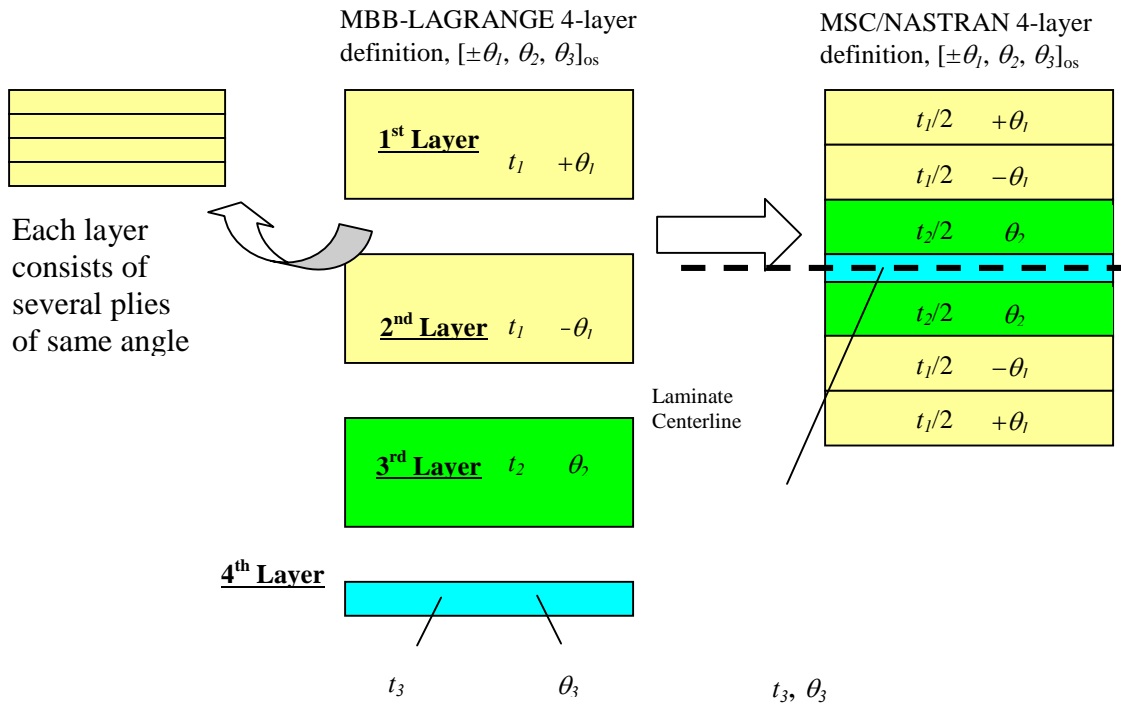 MBB-LAGRANGE 4-layer
definition, [±θ1, θ2, θ3]os
MSC/NASTRAN 4-layer
definition, [±θ1, θ2, θ3]os
Each layer
consists of
several plies
of same angle
1st Layer t1 +θ1
2nd Layer t1 -θ1
3rd Layer t2 θ2
4th Layer
t3 θ3
t1/2 +θ1
t1/2 −θ1
t2/2 θ2
t2/2 θ2
t1/2 −θ1
t1/2 +θ1
Laminate
Centerline
t3, θ3